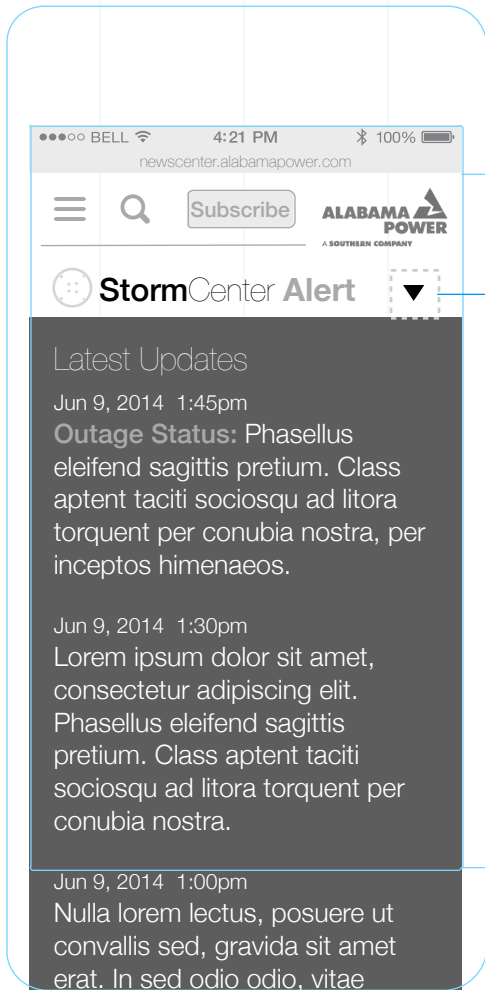 BELL 4:21 PM 100%
newscenter.alabamapower.com
Subscribe
ALABAMA
POWER
A SOUTHERN COMPANY
StormCenter Alert
Latest Updates
Jun 9, 2014 1:45pm
Outage Status: Phasellus
eleifend sagittis pretium. Class
aptent taciti sociosqu ad litora
torquent per conubia nostra, per
inceptos himenaeos.
Jun 9, 2014 1:30pm
Lorem ipsum dolor sit amet,
consectetur adipiscing elit.
Phasellus eleifend sagittis
pretium. Class aptent taciti
sociosqu ad litora torquent per
conubia nostra.
Jun 9, 2014 1:00pm
Nulla lorem lectus, posuere ut
convallis sed, gravida sit amet
erat. In sed odio odio, vitae